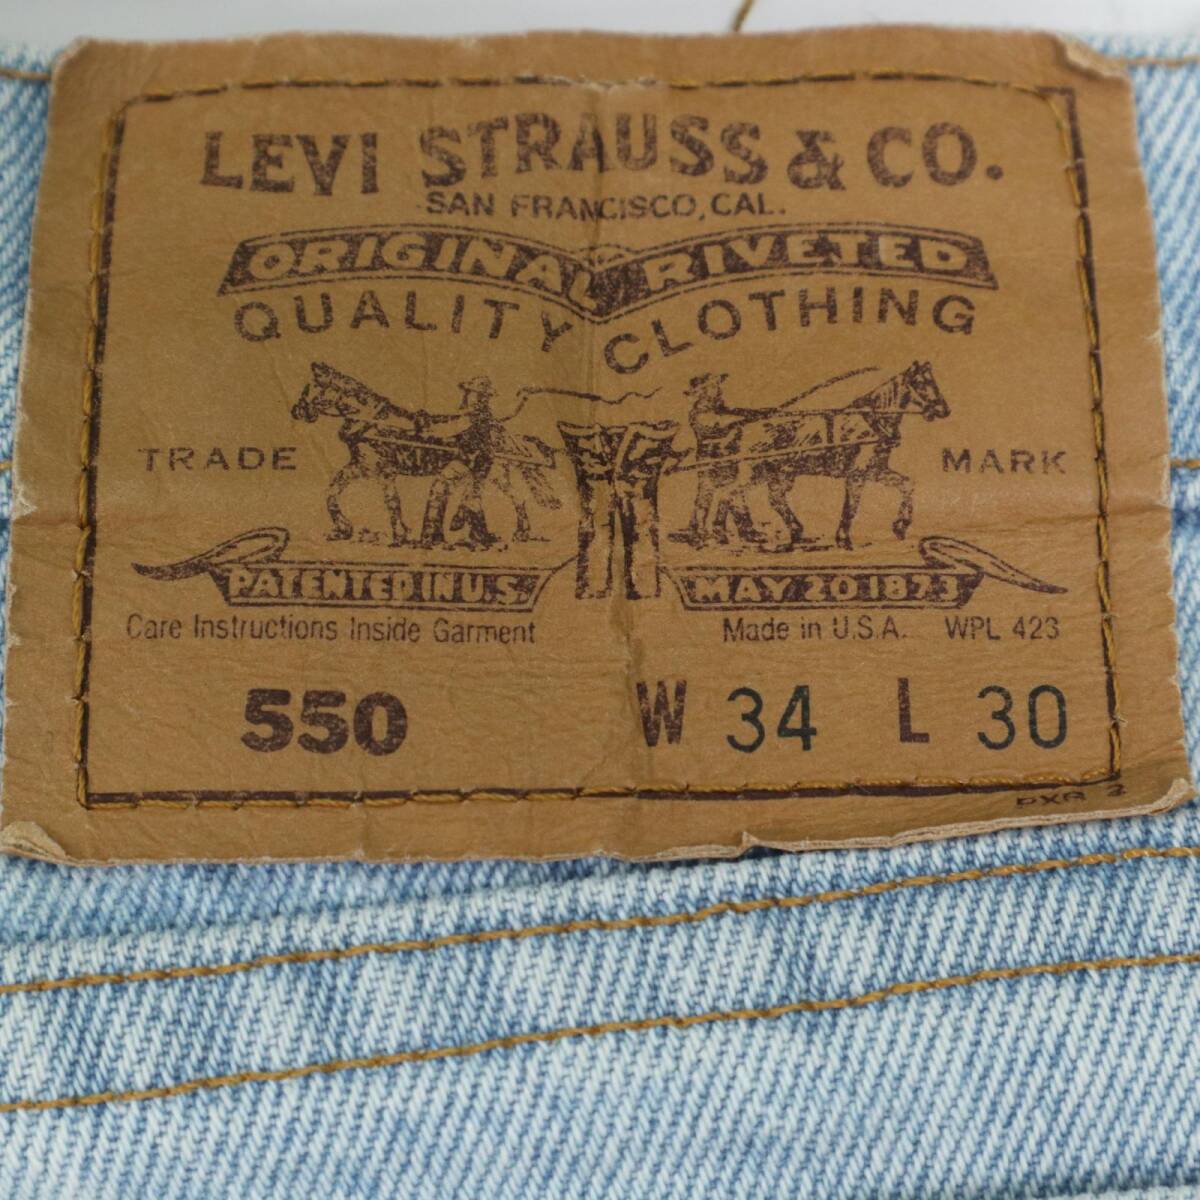 LEVI STRAUSS & CO.
SAN FRANCISCO, CAL.
ORIGINAL RIVETED
QUALITY CLOTHING
TRADE MARK
PATENTED IN U.S. MAY 20 1873
Care Instructions Inside Garment Made in U.S.A. WPL 423
550 W 34 L 30